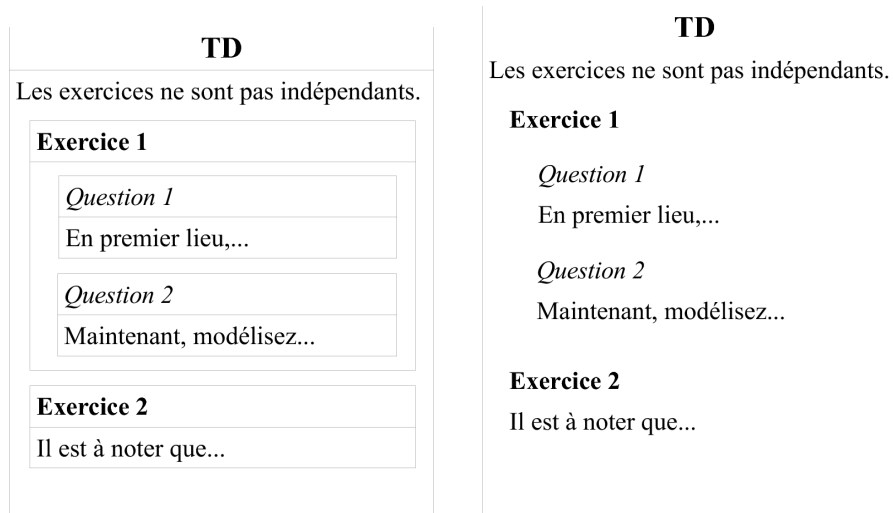 TD
Les exercices ne sont pas indépendants.
Exercice 1
Question 1
En premier lieu,...
Question 2
Maintenant, modélisez...
Exercice 2
Il est à noter que...
TD
Les exercices ne sont pas indépendants.
Exercice 1
Question 1
En premier lieu,...
Question 2
Maintenant, modélisez...
Exercice 2
Il est à noter que...